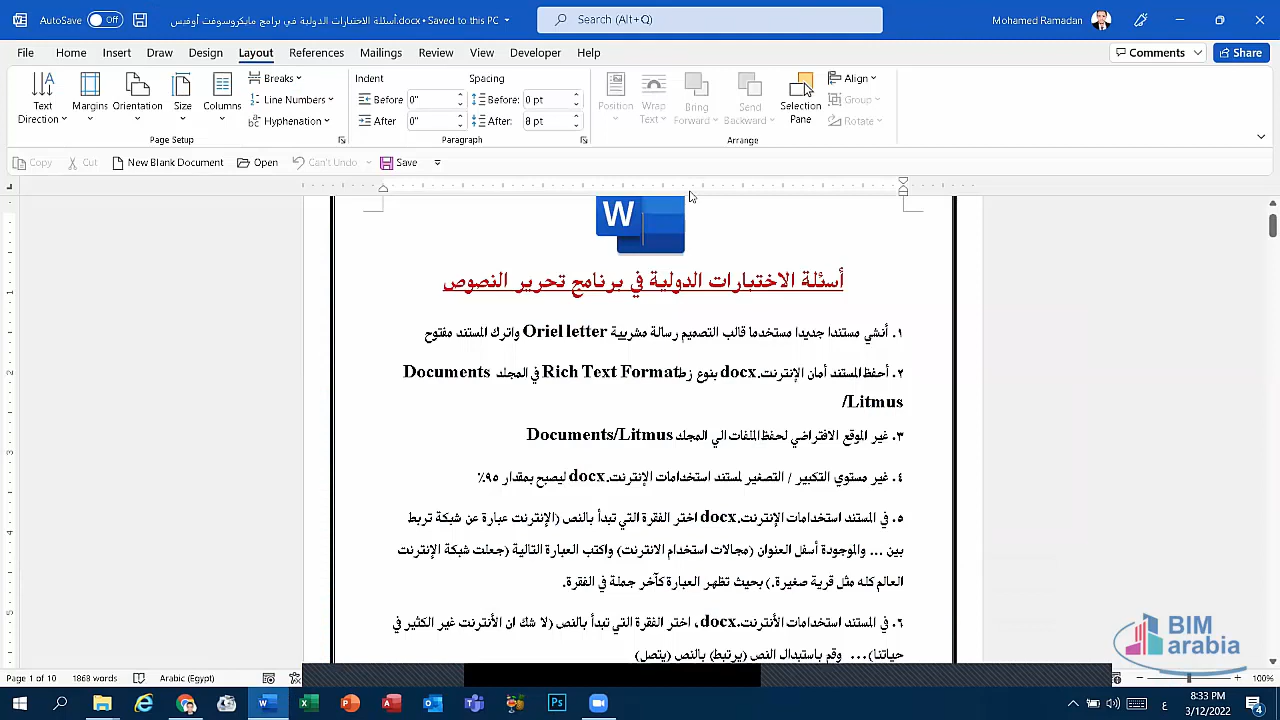 AutoSave Off أسئلة الاختبارات الدولية في برامج مايكروسوفت أوفيس.docx • Saved to this PC Search (Alt+Q) Mohamed Ramadan
File Home Insert Draw Design Layout References Mailings Review View Developer Help Comments Share
Text Direction Margins Orientation Size Columns Breaks Line Numbers Hyphenation
Page Setup
Indent Spacing
Before 0" Before: 0 pt
After 0" After: 8 pt
Paragraph
Position Wrap Text Bring Forward Send Backward Selection Pane Align Group Rotate
Arrange
Copy Cut New Blank Document Open Can't Undo Save
W
أسئلة الاختبارات الدولية في برنامج تحرير النصوص
١. أنشي مستندا جديدا مستخدما قالب التصميم رسالة مشربية Oriel letter واترك المستند مفتوح
٢. أحفظ المستند أمان الإنترنت.docx بنوع زط Rich Text Format في المجلد Documents
/Litmus
٣. غير الموقع الافتراضي لحفظ الملفات الي المجلد Documents/Litmus
٤. غير مستوي التكبير / التصغير لمستند استخدامات الإنترنت.docx ليصبح بمقدار ٩٥٪
٥. في المستند استخدامات الإنترنت.docx اختر الفقرة التي تبدأ بالنص (الإنترنت عبارة عن شبكة تربط
بين ... والموجودة أسفل العنوان (مجالات استخدام الانترنت) واكتب العبارة التالية (جعلت شبكة الإنترنت
العالم كله مثل قرية صغيرة.) بحيث تظهر العبارة كآخر جملة في الفقرة.
٦. في المستند استخدامات الأنترنت.docx، اختر الفقرة التي تبدأ بالنص (لا شك ان الأنترنت غير الكثير في
حياتنا)... وقم باستبدال النص (يرتبط) بالنص (يتصل)
BIM
arabia
Page 1 of 10 1868 words Arabic (Egypt) 100%
8:33 PM
3/12/2022